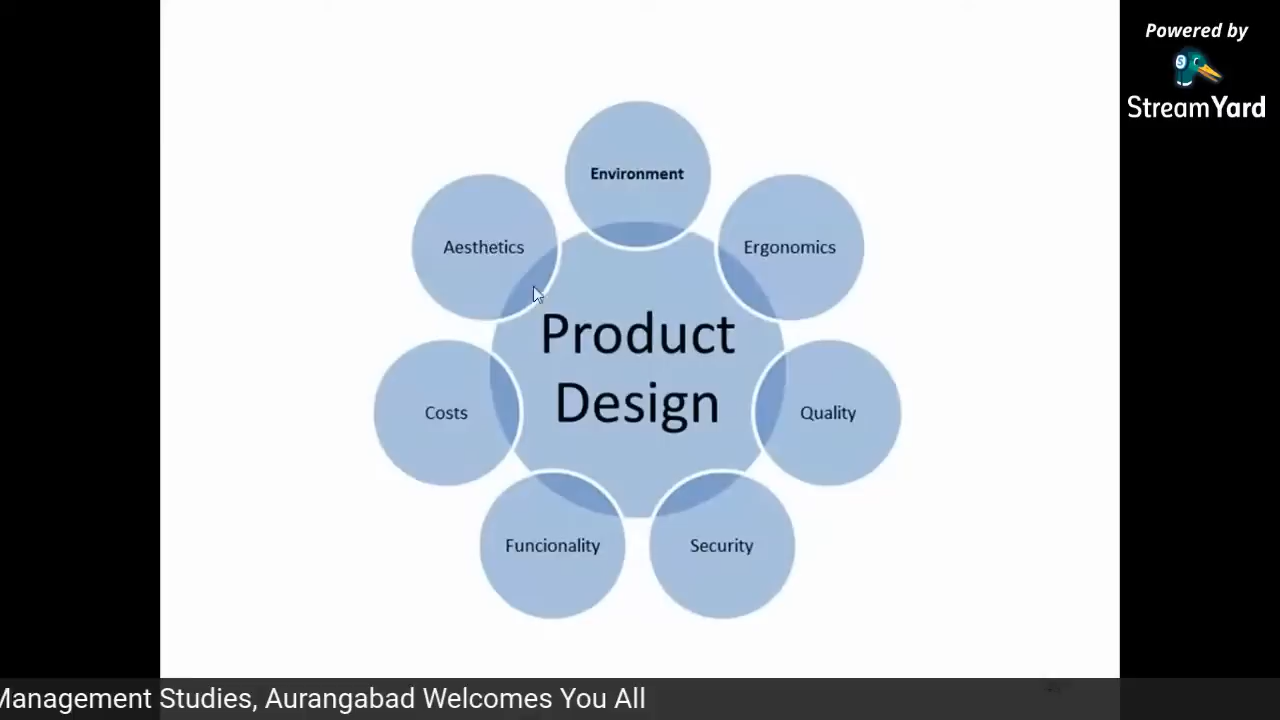 Powered by
StreamYard
Environment
Aesthetics
Ergonomics
Product
Design
Costs
Quality
Funcionality
Security
Management Studies, Aurangabad Welcomes You All